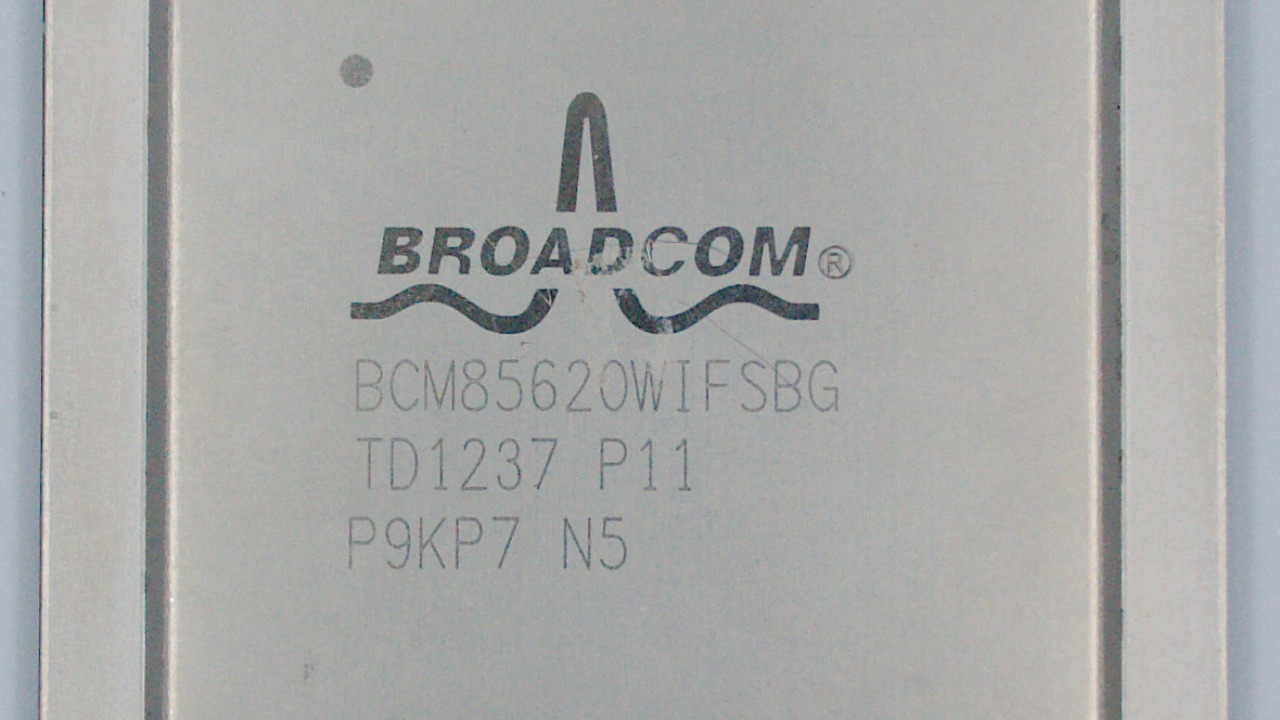 BROADCOM®
BCM85620WIFSBG
TD1237 P11
P9KP7 N5